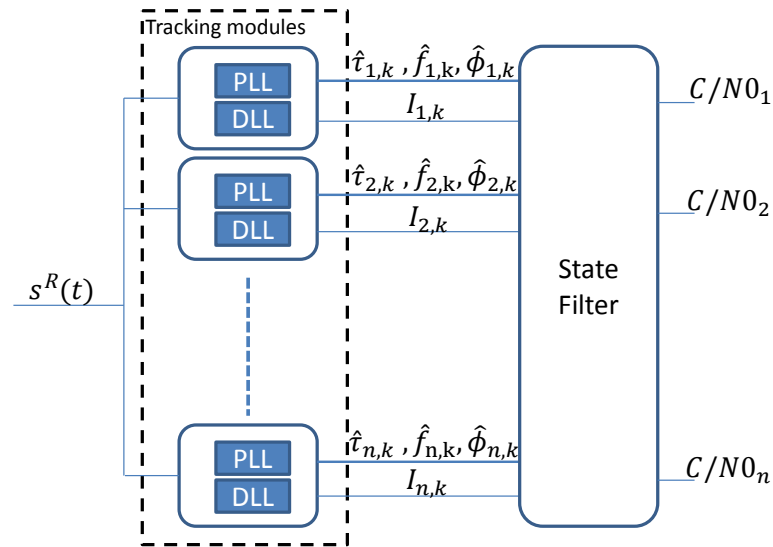 Tracking modules
PLL
DLL
τ̂₁,ₖ , f̂₁,ₖ, ϕ̂₁,ₖ
I₁,ₖ
C/N0₁
PLL
DLL
τ̂₂,ₖ , f̂₂,ₖ, ϕ̂₂,ₖ
I₂,ₖ
C/N0₂
sᴿ(t)
State
Filter
PLL
DLL
τ̂ₙ,ₖ , f̂ₙ,ₖ, ϕ̂ₙ,ₖ
Iₙ,ₖ
C/N0ₙ